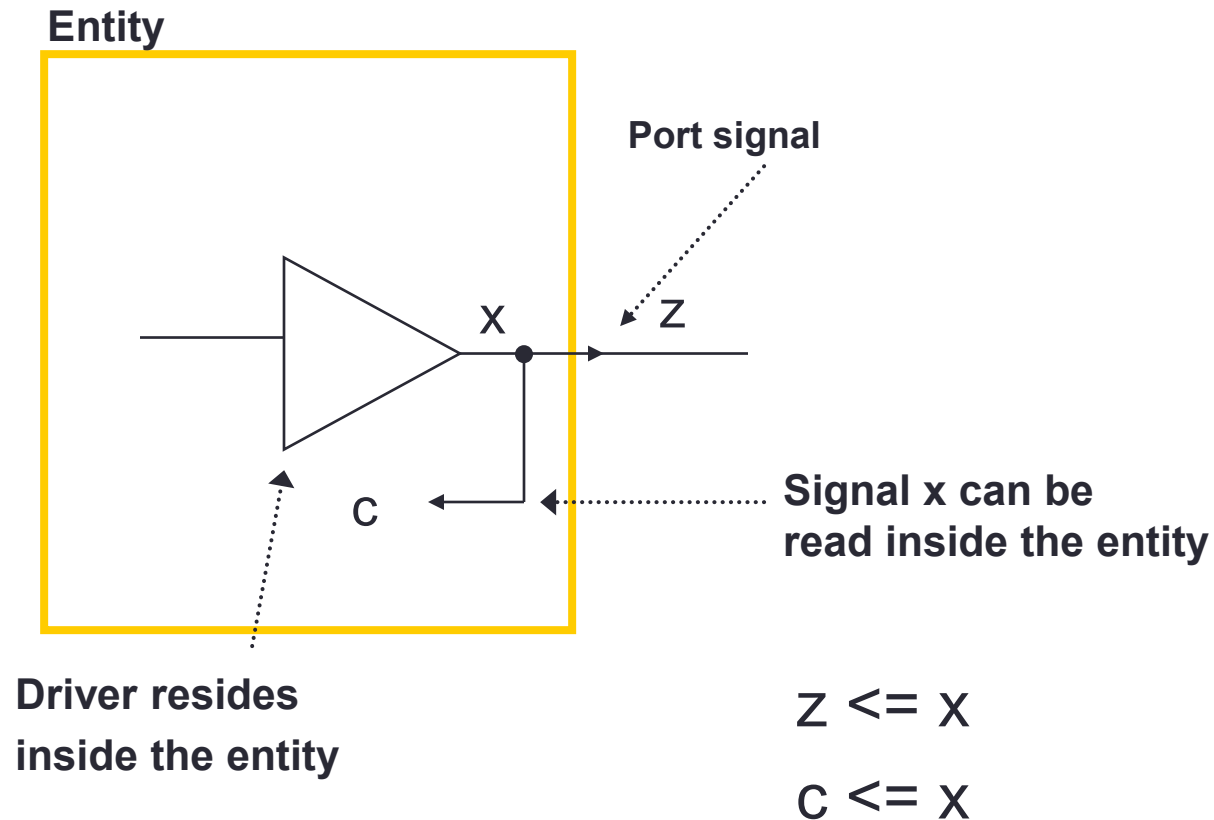 Entity
Port signal
x
z
c
Signal x can be
read inside the entity
Driver resides
inside the entity
z <= x
c <= x